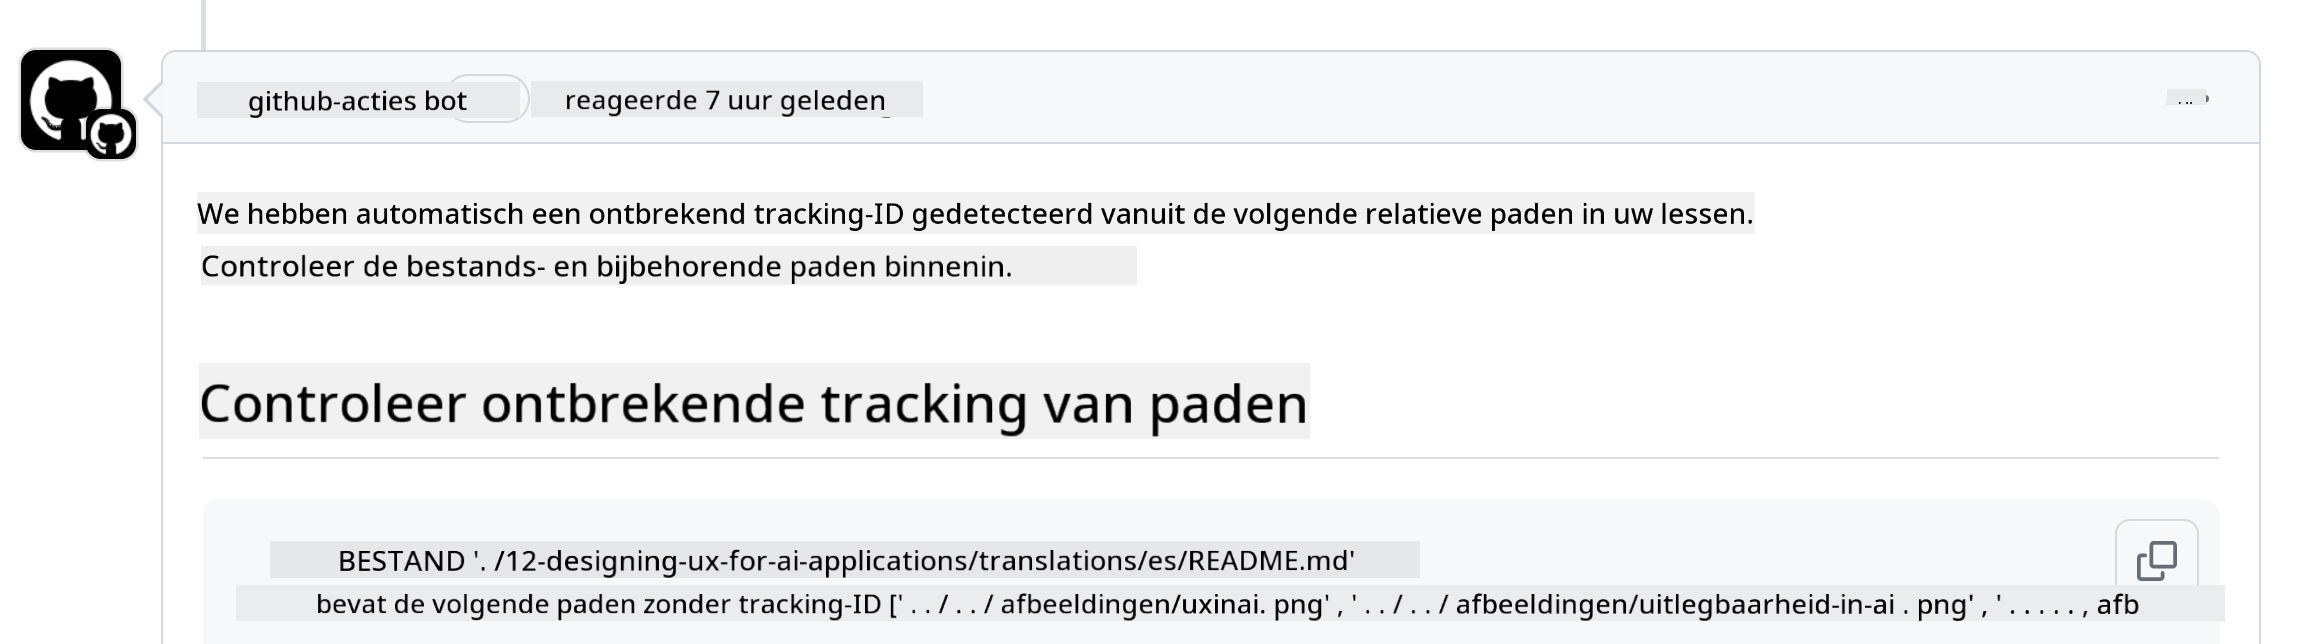 github-acties bot reageerde 7 uur geleden
We hebben automatisch een ontbrekend tracking-ID gedetecteerd vanuit de volgende relatieve paden in uw lessen.
Controleer de bestands- en bijbehorende paden binnenin.
Controleer ontbrekende tracking van paden
BESTAND '. /12-designing-ux-for-ai-applications/translations/es/README.md'
bevat de volgende paden zonder tracking-ID [' . . / . . / afbeeldingen/uxinai. png' , ' . . / . . / afbeeldingen/uitlegbaarheid-in-ai . png' , ' . . . . . , afb